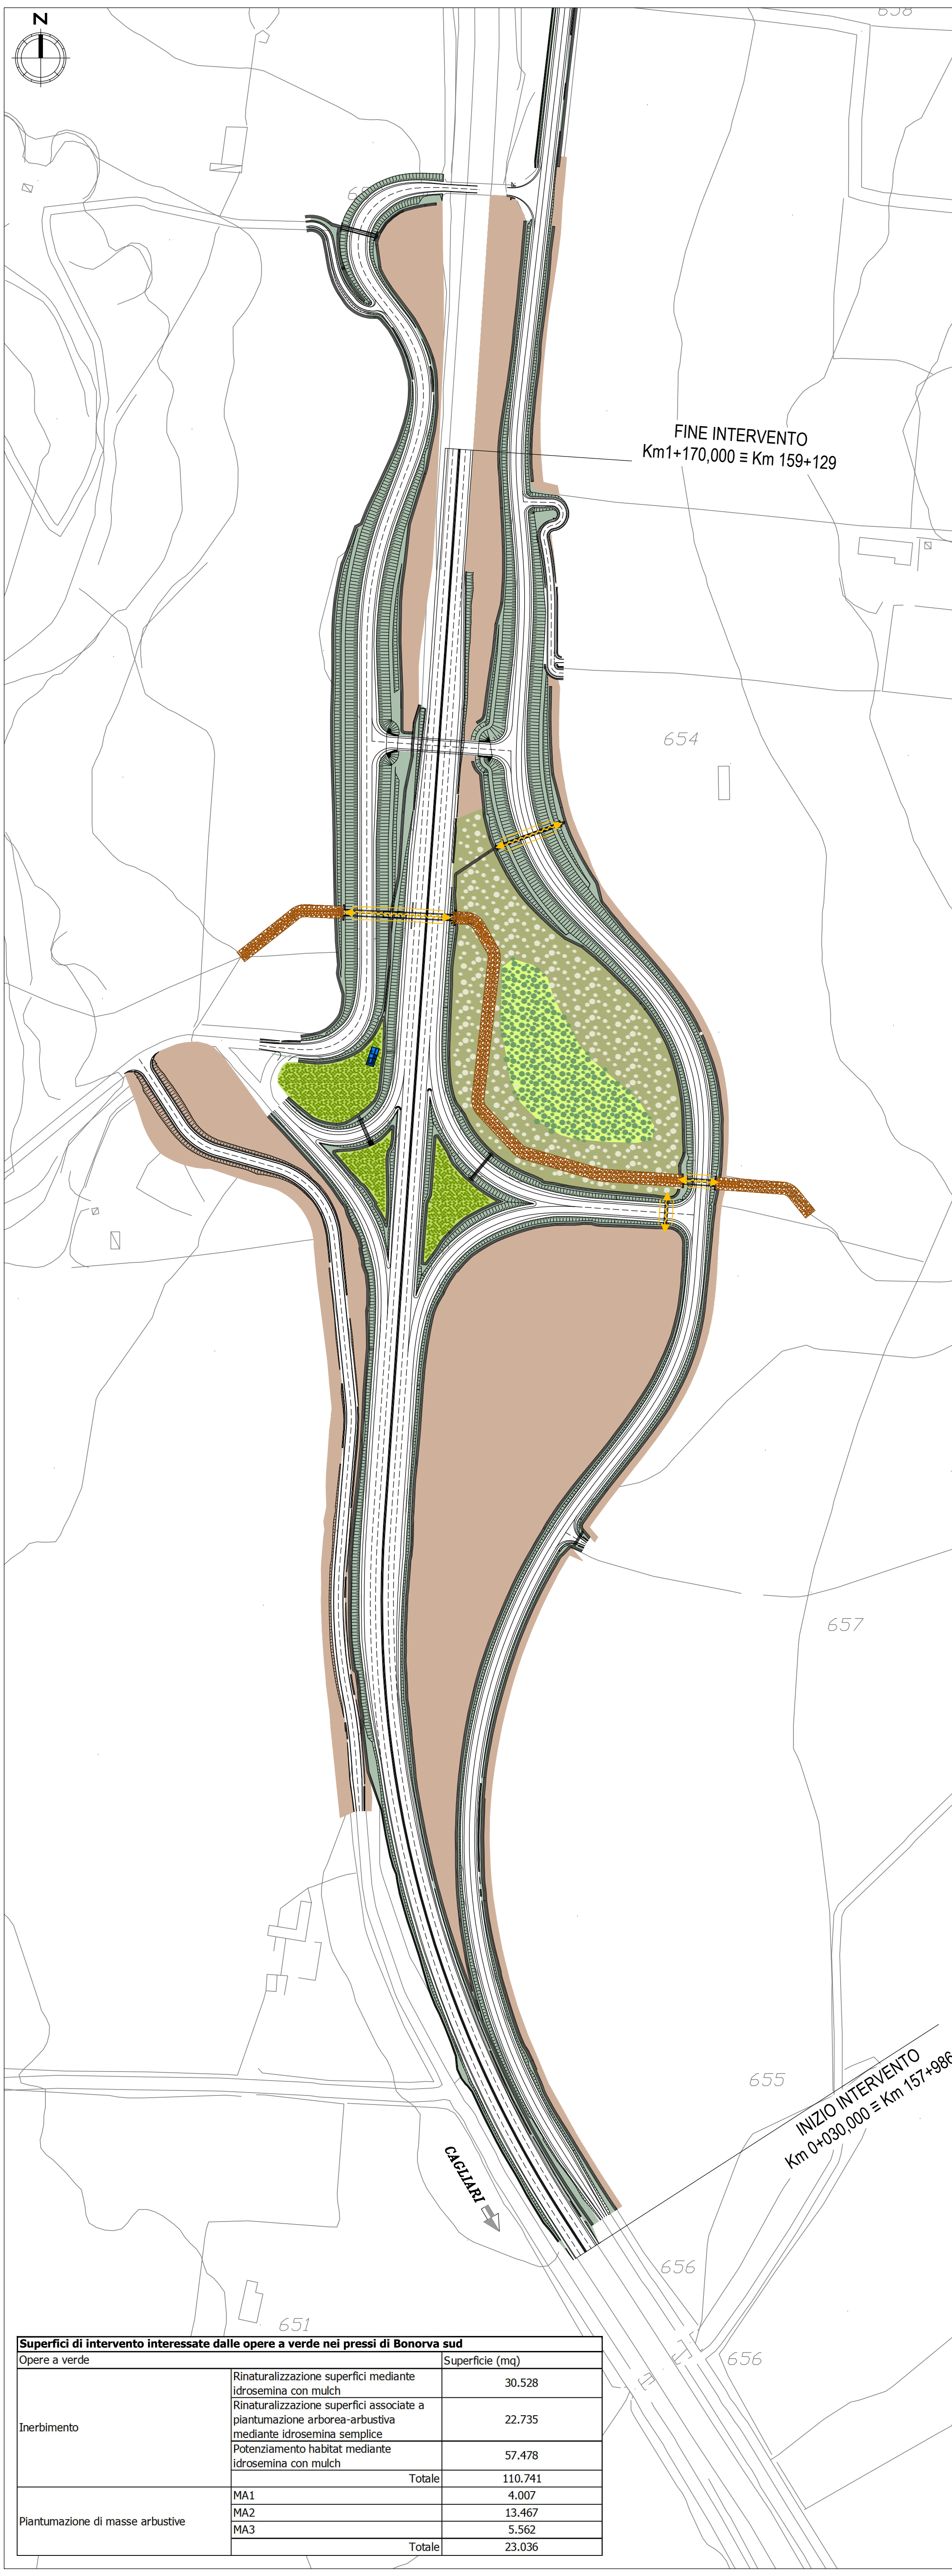 N
658
FINE INTERVENTO
Km1+170,000 ≡ Km 159+129
654
657
655
INIZIO INTERVENTO
Km 0+030,000 ≡ Km 157+986
CAGLIARI
656
651
656
Superfici di intervento interessate dalle opere a verde nei pressi di Bonorva sud
Opere a verde Superficie (mq)
Inerbimento
Rinaturalizzazione superfici mediante
idrosemina con mulch
30.528
Rinaturalizzazione superfici associate a
piantumazione arborea-arbustiva
mediante idrosemina semplice
22.735
Potenziamento habitat mediante
idrosemina con mulch
57.478
Totale 110.741
Piantumazione di masse arbustive
MA1 4.007
MA2 13.467
MA3 5.562
Totale 23.036